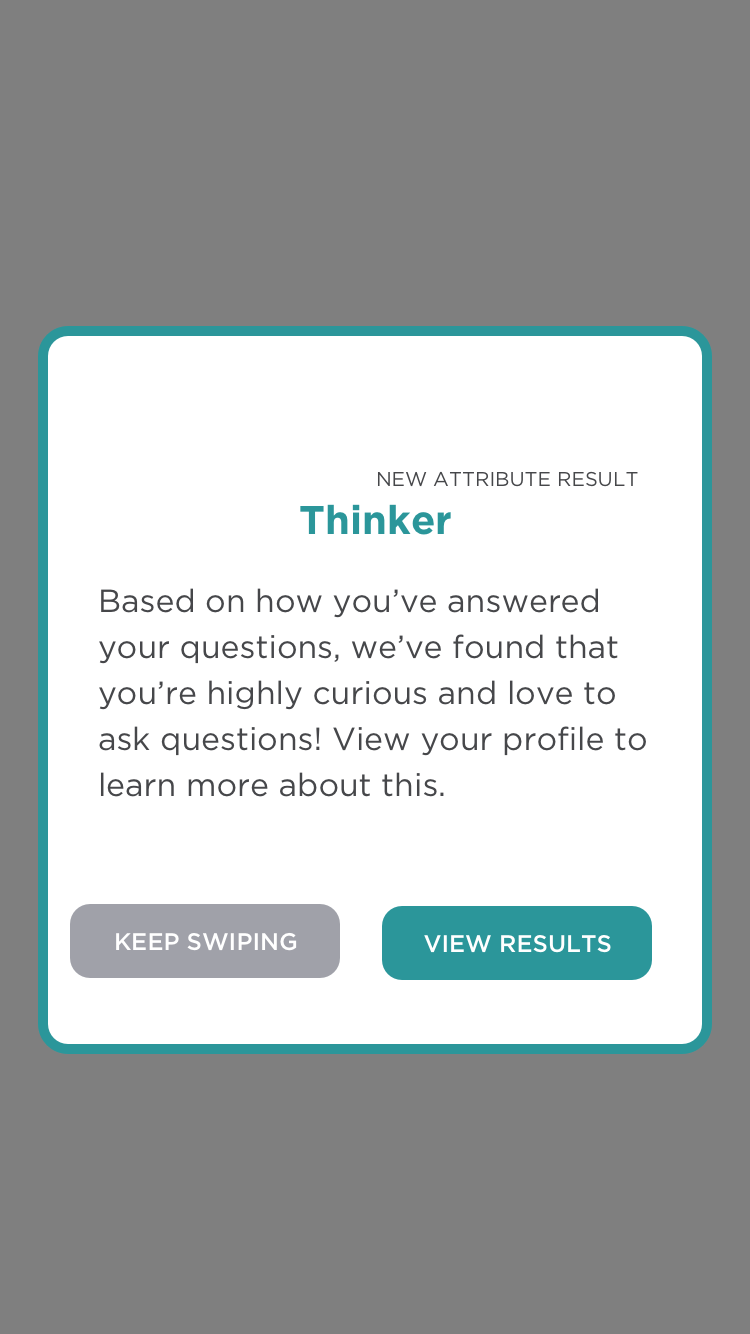 NEW ATTRIBUTE RESULT
Thinker
Based on how you’ve answered
your questions, we’ve found that
you’re highly curious and love to
ask questions! View your profile to
learn more about this.
KEEP SWIPING
VIEW RESULTS